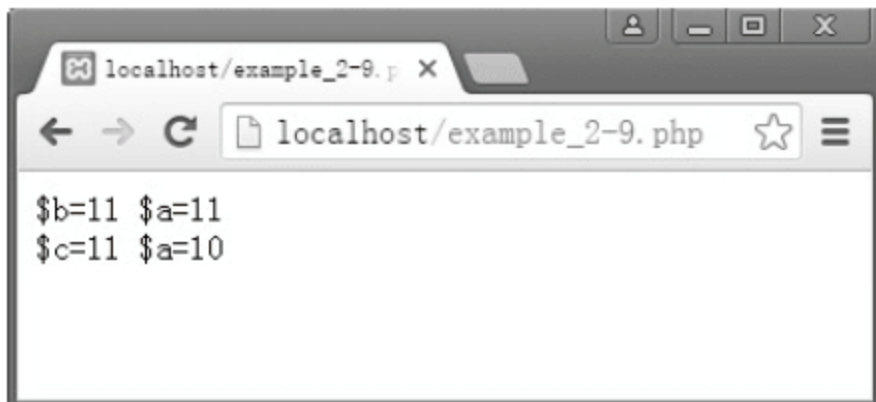 localhost/example_2-9.p
localhost/example_2-9.php
$b=11 $a=11
$c=11 $a=10